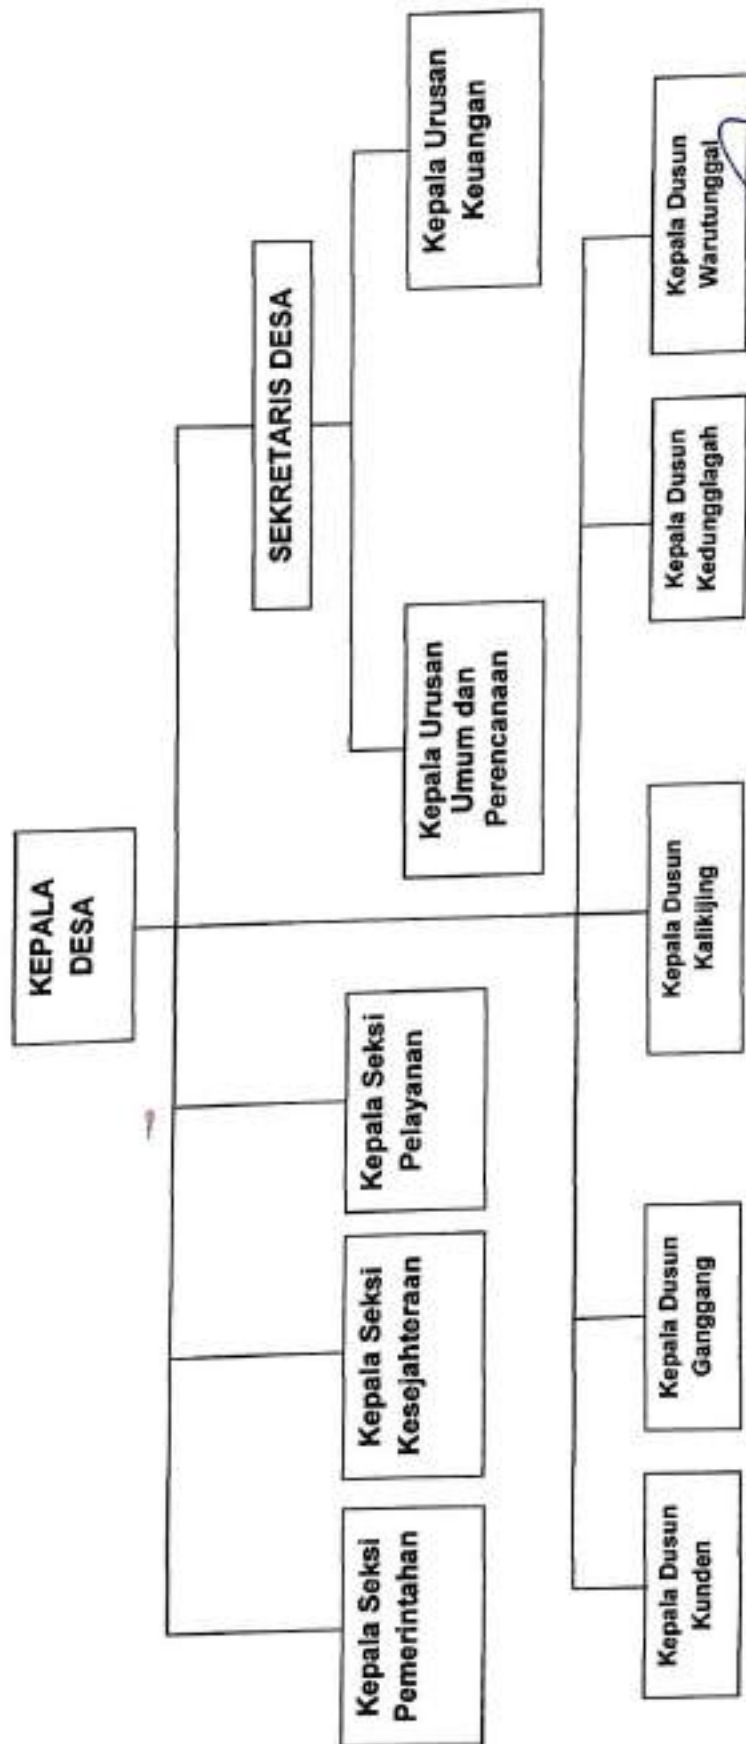 KEPALA
DESA
SEKRETARIS DESA
Kepala Seksi
Pemerintahan
Kepala Seksi
Kesejahteraan
Kepala Seksi
Pelayanan
Kepala Urusan
Umum dan
Perencanaan
Kepala Urusan
Keuangan
Kepala Dusun
Kunden
Kepala Dusun
Ganggang
Kepala Dusun
Kalikijing
Kepala Dusun
Kedungglagah
Kepala Dusun
Warutunggal